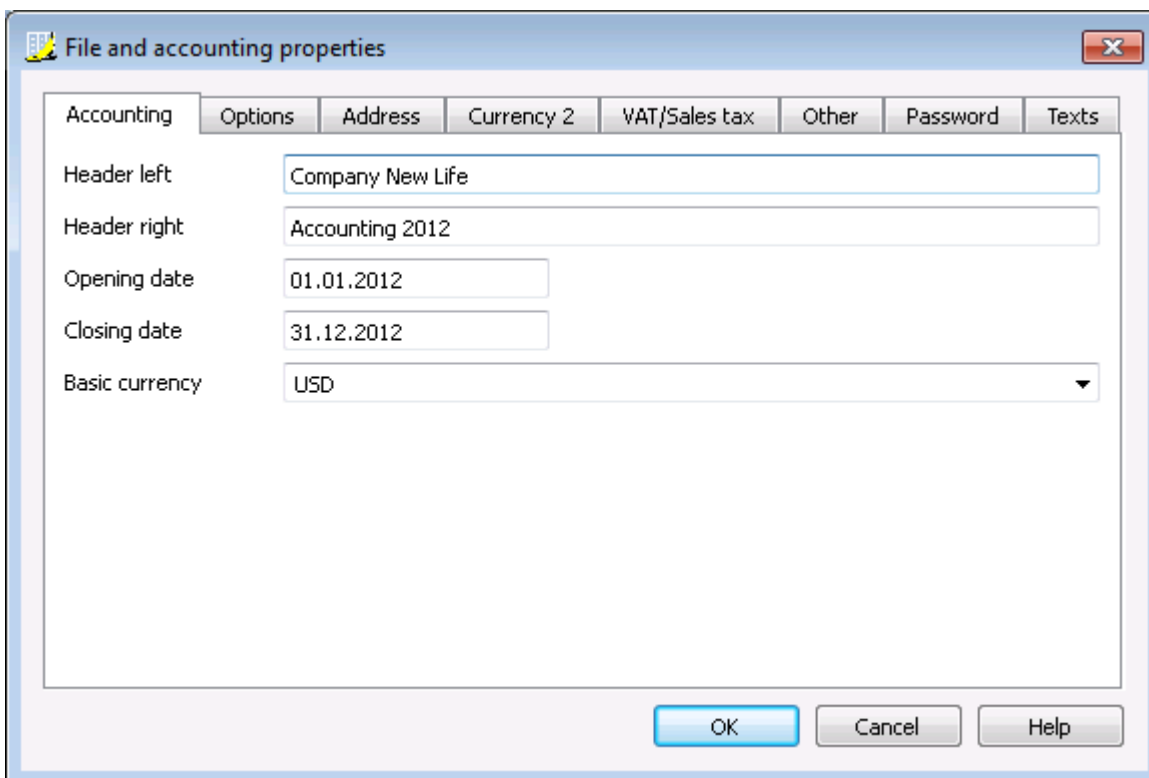 File and accounting properties
Accounting Options Address Currency 2 VAT/Sales tax Other Password Texts
Header left Company New Life
Header right Accounting 2012
Opening date 01.01.2012
Closing date 31.12.2012
Basic currency USD
OK Cancel Help